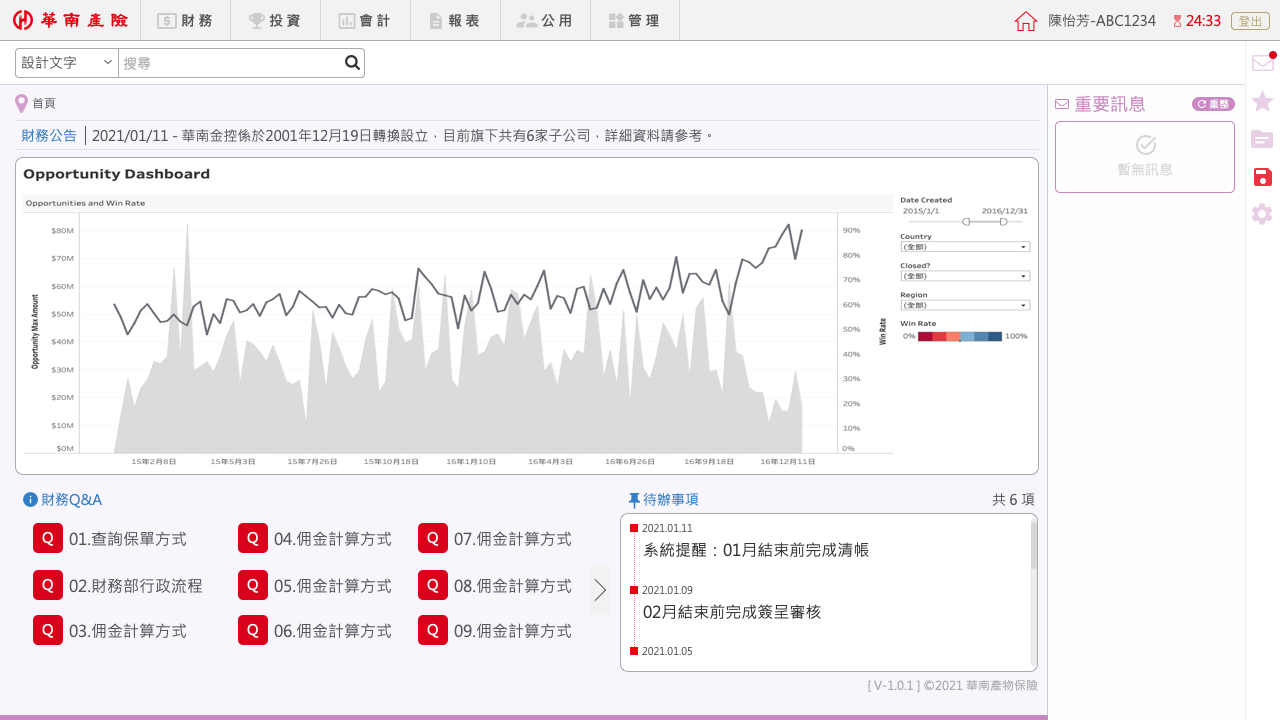 華南產險 財務 投資 會計 報表 公用 管理 陳怡芳-ABC1234 24:33 登出
設計文字 搜尋
首頁
財務公告 2021/01/11 - 華南金控係於2001年12月19日轉換設立，目前旗下共有6家子公司，詳細資料請參考。
Opportunity Dashboard
Opportunities and Win Rate
Opportunity Max Amount
$80M
$70M
$60M
$50M
$40M
$30M
$20M
$10M
$0M
90%
80%
70%
60%
50%
40%
30%
20%
10%
0%
Win Rate
15年2月8日 15年5月3日 15年7月26日 15年10月18日 16年1月10日 16年4月3日 16年6月26日 16年9月18日 16年12月11日
Date Created
2015/1/1 2016/12/31
Country
(全部)
Closed?
(全部)
Region
(全部)
Win Rate
0% 100%
重要訊息 重整
暫無訊息
財務Q&A
Q 01.查詢保單方式 Q 04.佣金計算方式 Q 07.佣金計算方式
Q 02.財務部行政流程 Q 05.佣金計算方式 Q 08.佣金計算方式
Q 03.佣金計算方式 Q 06.佣金計算方式 Q 09.佣金計算方式
待辦事項 共 6 項
2021.01.11
系統提醒：01月結束前完成清帳
2021.01.09
02月結束前完成簽呈審核
2021.01.05
[ V-1.0.1 ] ©2021 華南產物保險